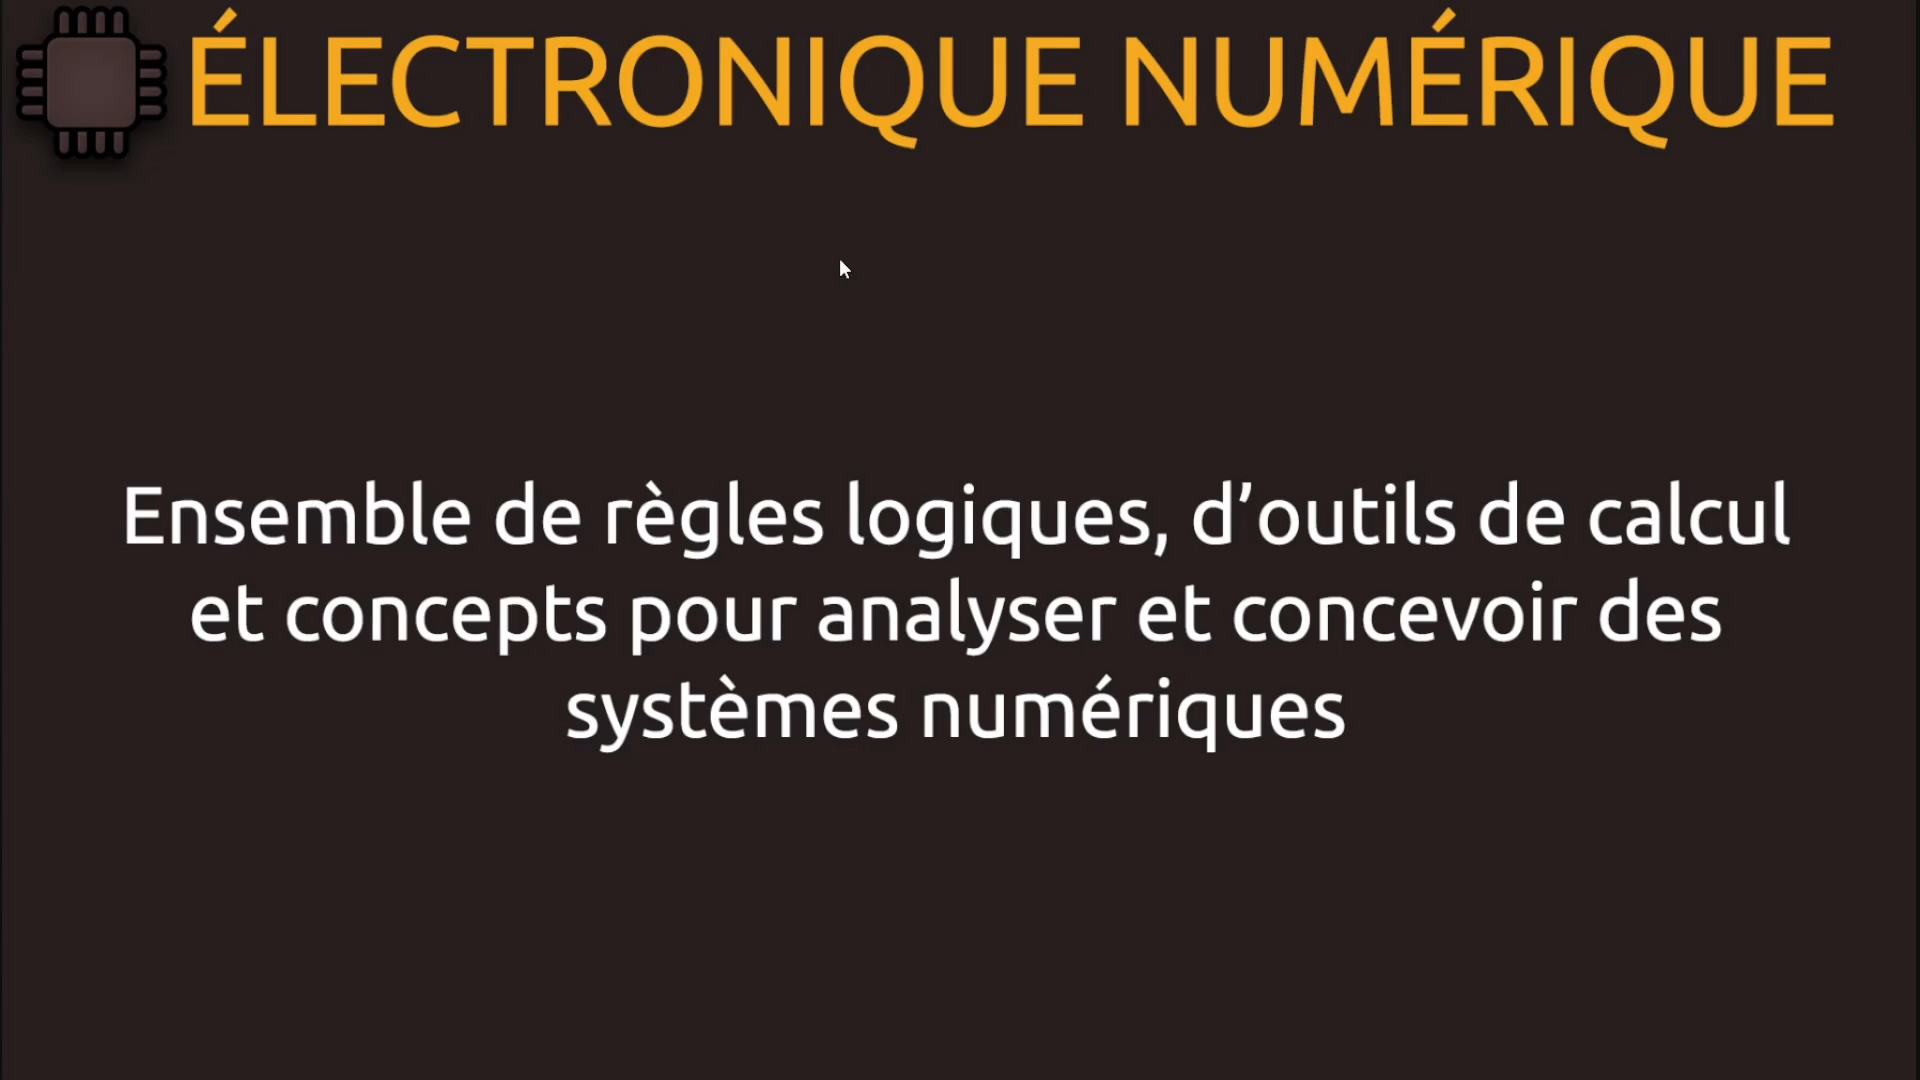 ÉLECTRONIQUE NUMÉRIQUE
Ensemble de règles logiques, d’outils de calcul
et concepts pour analyser et concevoir des
systèmes numériques